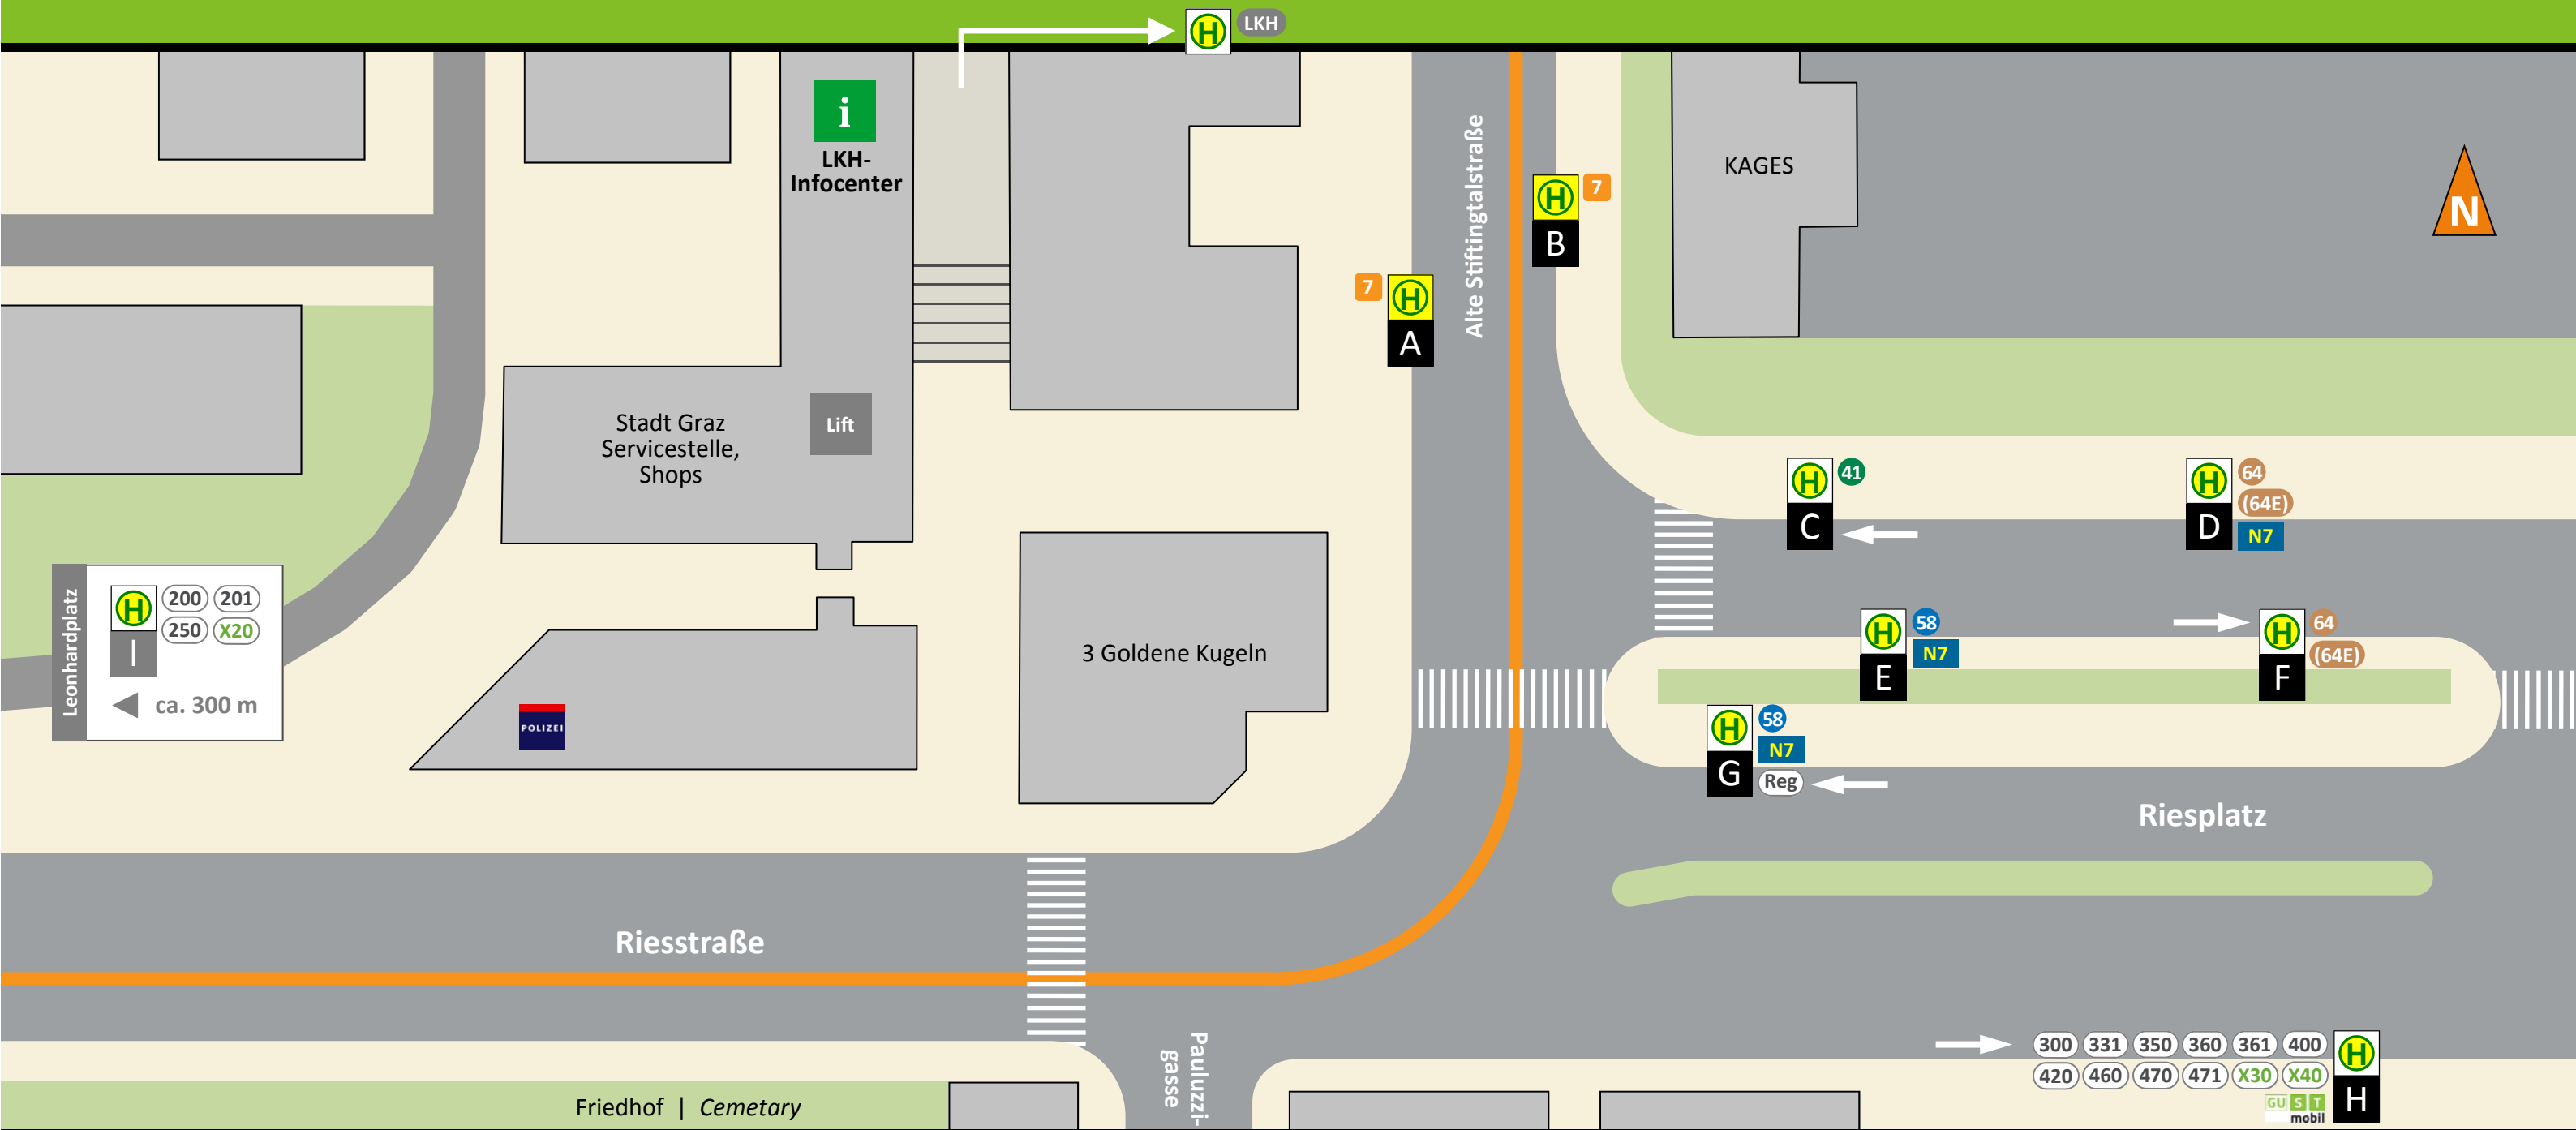 H LKH
i
LKH-
Infocenter
Alte Stiftingtalstraße
KAGES
N
H 7
B
7 H
A
Stadt Graz
Servicestelle,
Shops
Lift
H 41
C
H 64
(64E)
D N7
Leonhardplatz
H 200 201
250 X20
I
ca. 300 m
H 58
N7
E
H 64
(64E)
F
3 Goldene Kugeln
POLIZEI
H 58
N7
G Reg
Riesplatz
Riesstraße
Pauluzzi-
gasse
300 331 350 360 361 400 H
420 460 470 471 X30 X40
H
GUST
mobil
Friedhof | Cemetary